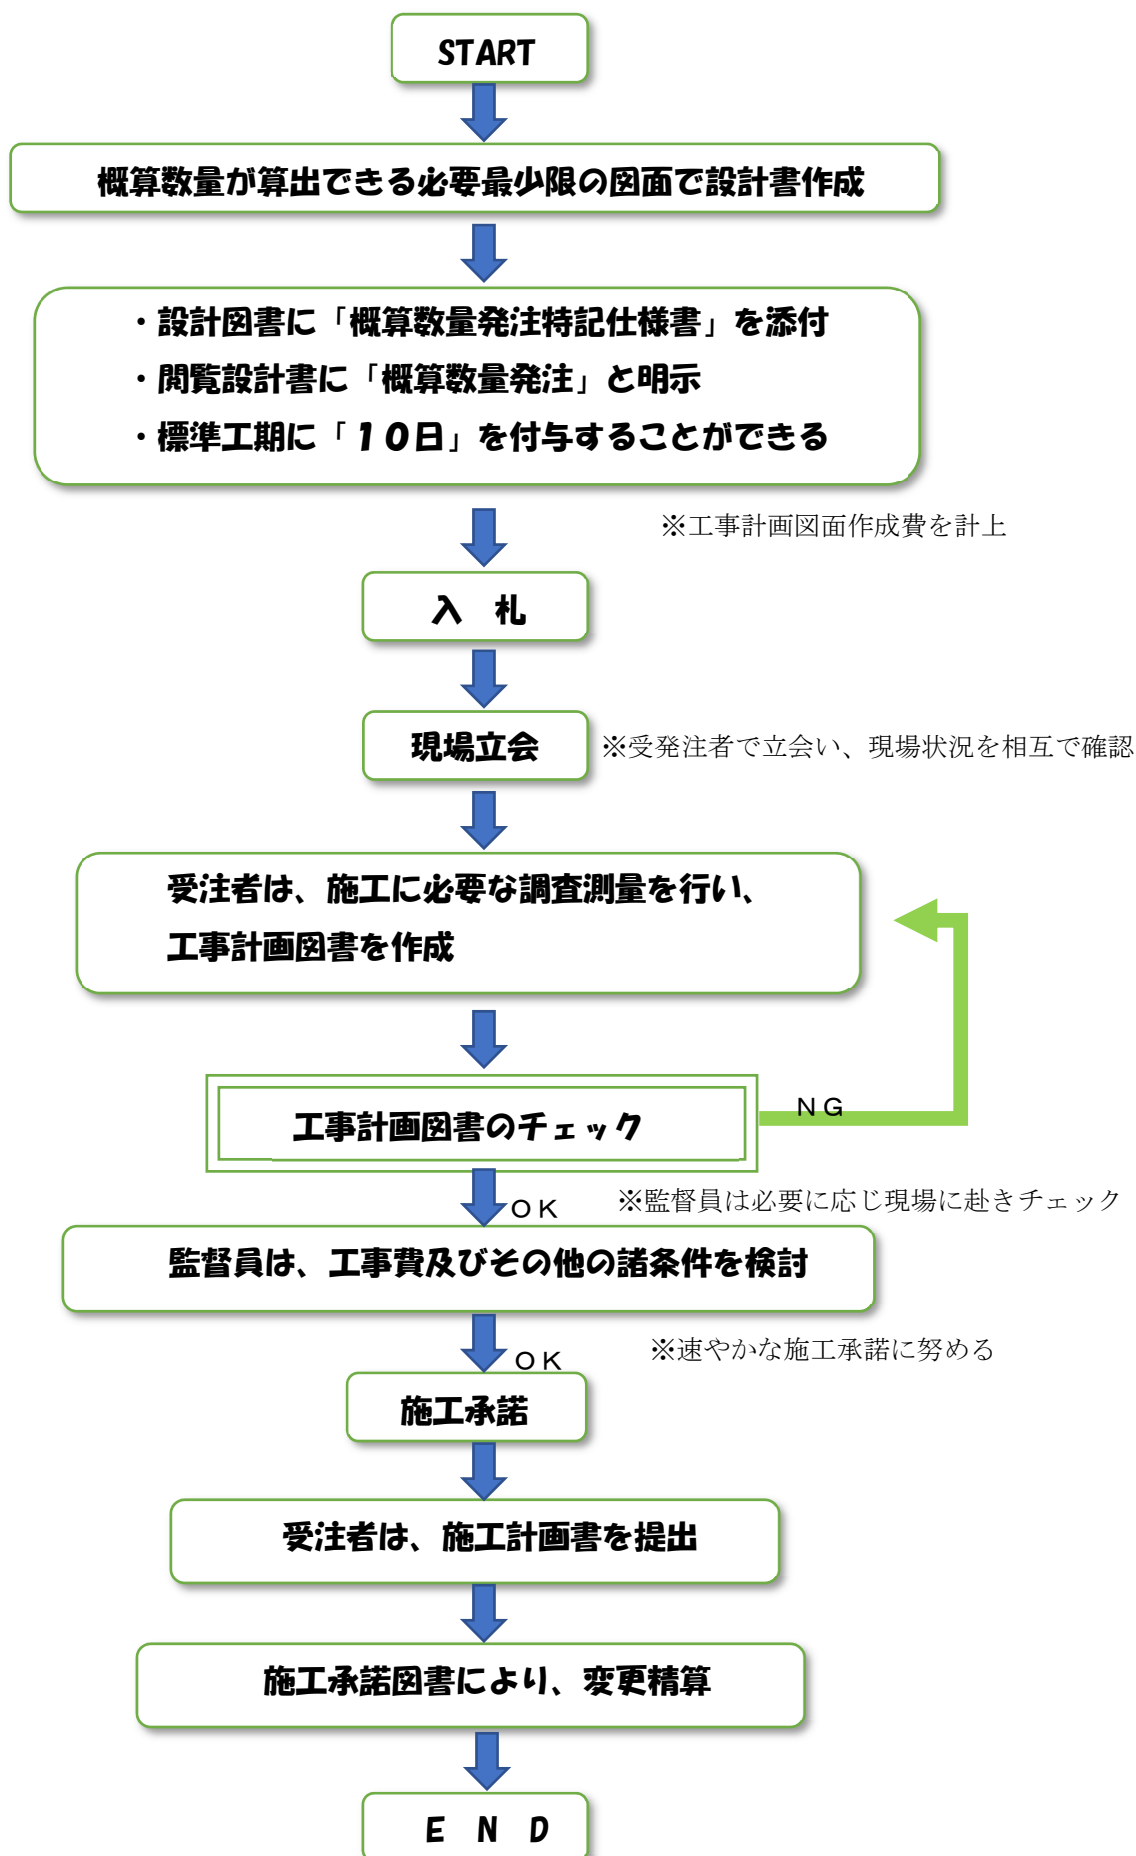 START
概算数量が算出できる必要最少限の図面で設計書作成
・設計図書に「概算数量発注特記仕様書」を添付
・閲覧設計書に「概算数量発注」と明示
・標準工期に「１０日」を付与することができる
※工事計画図面作成費を計上
入　札
現場立会
※受発注者で立会い、現場状況を相互で確認
受注者は、施工に必要な調査測量を行い、
工事計画図書を作成
工事計画図書のチェック
ＮＧ
ＯＫ
※監督員は必要に応じ現場に赴きチェック
監督員は、工事費及びその他の諸条件を検討
※速やかな施工承諾に努める
ＯＫ
施工承諾
受注者は、施工計画書を提出
施工承諾図書により、変更精算
Ｅ　Ｎ　Ｄ